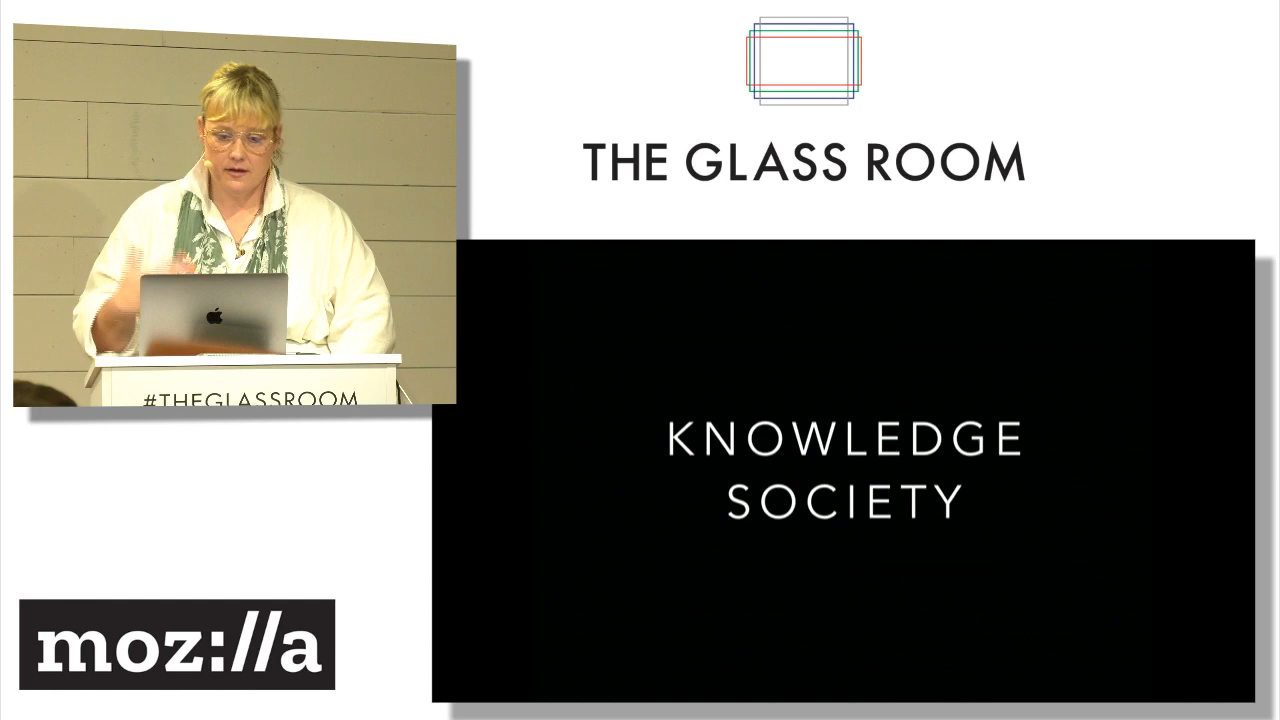 THE GLASS ROOM
#THEGLASSROOM
KNOWLEDGE
SOCIETY
moz://a